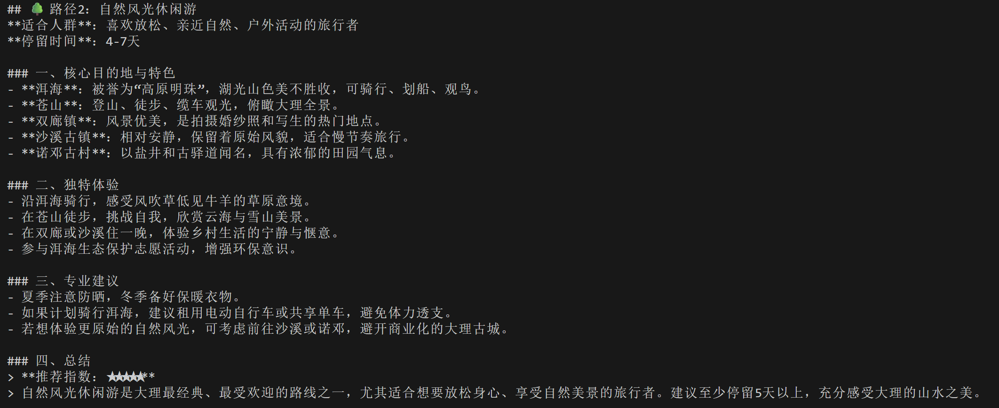 ## 🌳 路径2：自然风光休闲游
**适合人群**：喜欢放松、亲近自然、户外活动的旅行者
**停留时间**：4-7天
### 一、核心目的地与特色
- **洱海**：被誉为“高原明珠”，湖光山色美不胜收，可骑行、划船、观鸟。
- **苍山**：登山、徒步、缆车观光，俯瞰大理全景。
- **双廊镇**：风景优美，是拍摄婚纱照和写生的热门地点。
- **沙溪古镇**：相对安静，保留着原始风貌，适合慢节奏旅行。
- **诺邓古村**：以盐井和古驿道闻名，具有浓郁的田园气息。
### 二、独特体验
- 沿洱海骑行，感受风吹草低见牛羊的草原意境。
- 在苍山徒步，挑战自我，欣赏云海与雪山美景。
- 在双廊或沙溪住一晚，体验乡村生活的宁静与惬意。
- 参与洱海生态保护志愿活动，增强环保意识。
### 三、专业建议
- 夏季注意防晒，冬季备好保暖衣物。
- 如果计划骑行洱海，建议租用电动自行车或共享单车，避免体力透支。
- 若想体验更原始的自然风光，可考虑前往沙溪或诺邓，避开商业化的大理古城。
### 四、总结
> **推荐指数：★★★★★**
> 自然风光休闲游是大理最经典、最受欢迎的路线之一，尤其适合想要放松身心、享受自然美景的旅行者。建议至少停留5天以上，充分感受大理的山水之美。